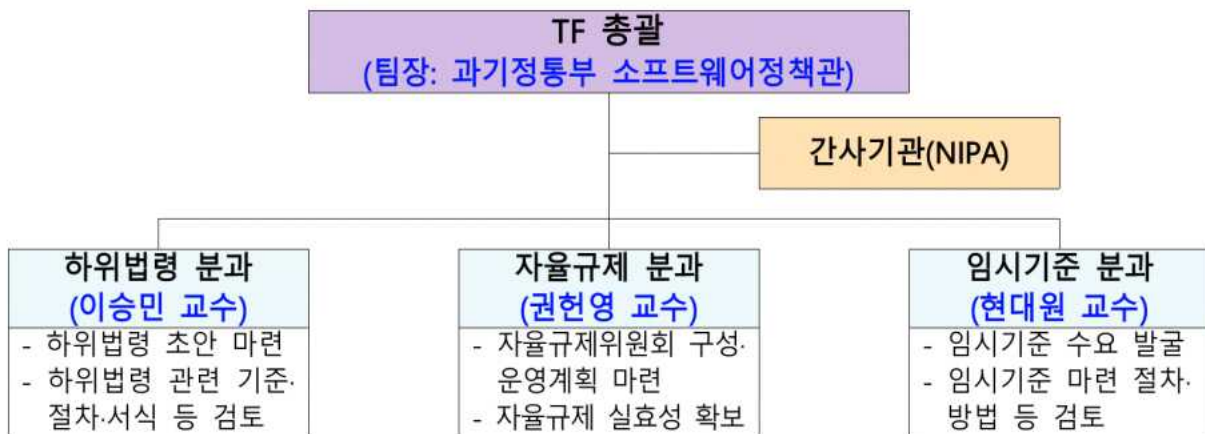 TF 총괄
(팀장: 과기정통부 소프트웨어정책관)
간사기관(NIPA)
하위법령 분과
(이승민 교수)
- 하위법령 초안 마련
- 하위법령 관련 기준·
절차·서식 등 검토
자율규제 분과
(권헌영 교수)
- 자율규제위원회 구성·
운영계획 마련
- 자율규제 실효성 확보
임시기준 분과
(현대원 교수)
- 임시기준 수요 발굴
- 임시기준 마련 절차·
방법 등 검토